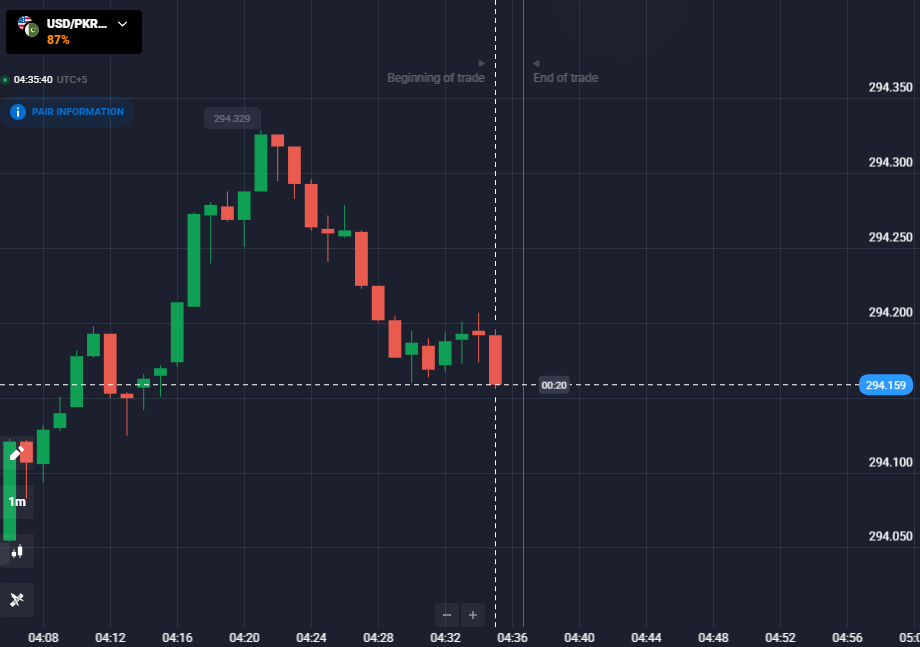 USD/PKR...
87%
04:35:40 UTC+5
PAIR INFORMATION
Beginning of trade
End of trade
294.329
294.350
294.300
294.250
294.200
294.159
294.100
294.050
00:20
1m
04:08 04:12 04:16 04:20 04:24 04:28 04:32 04:36 04:40 04:44 04:48 04:52 04:56 05:0